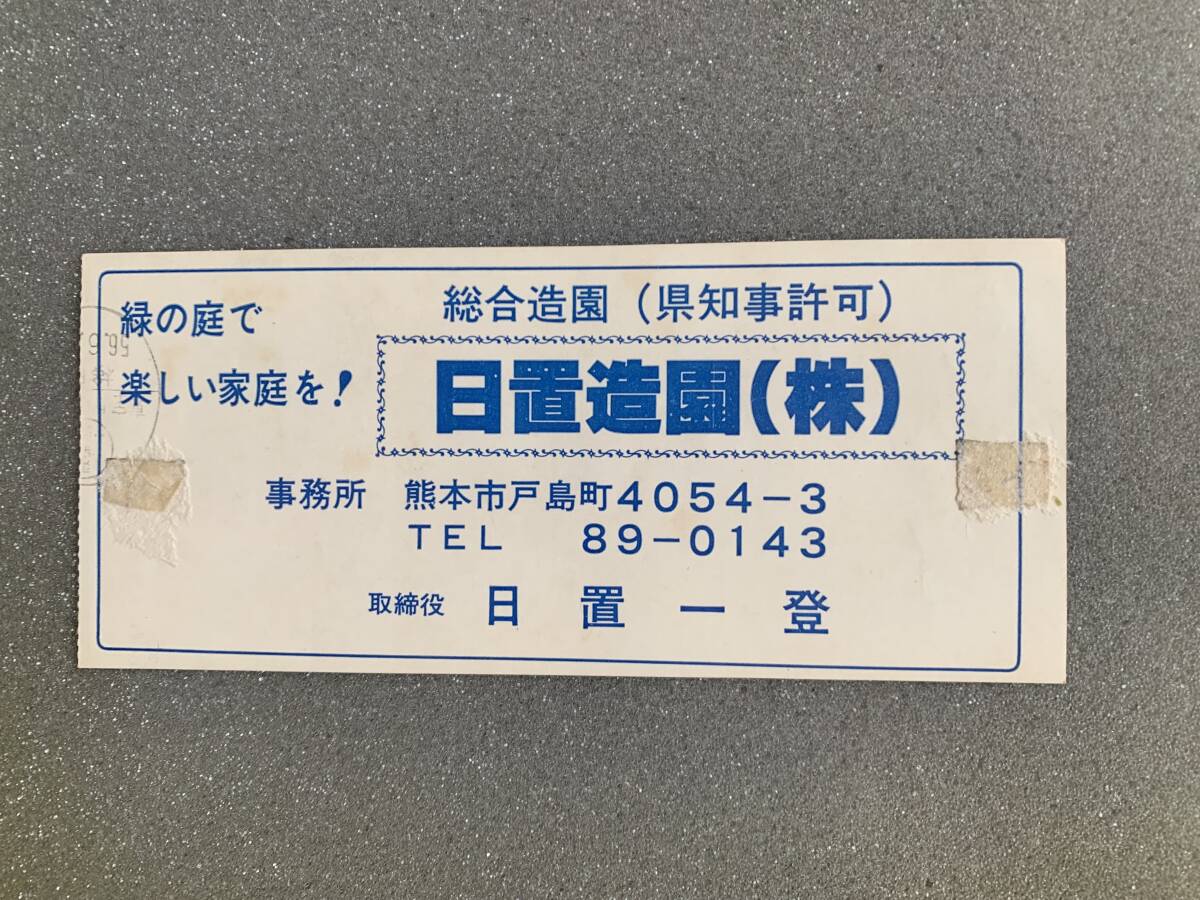 緑の庭で
楽しい家庭を!
総合造園(県知事許可)
日置造園(株)
事務所 熊本市戸島町4054-3
TEL 89-0143
取締役 日置一登
56.6